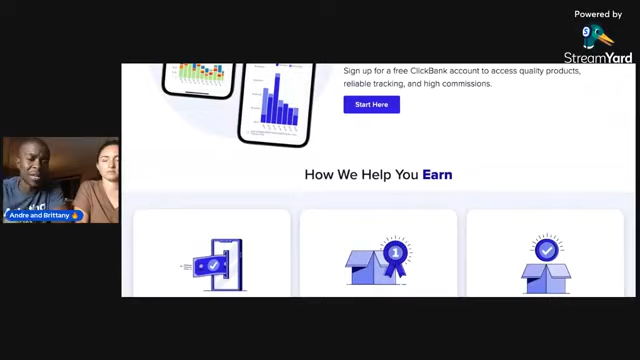 Powered by
StreamYard
Sign up for a free ClickBank account to access quality products,
reliable tracking, and high commissions.
Start Here
How We Help You Earn
1
Andre and Brittany 🔥